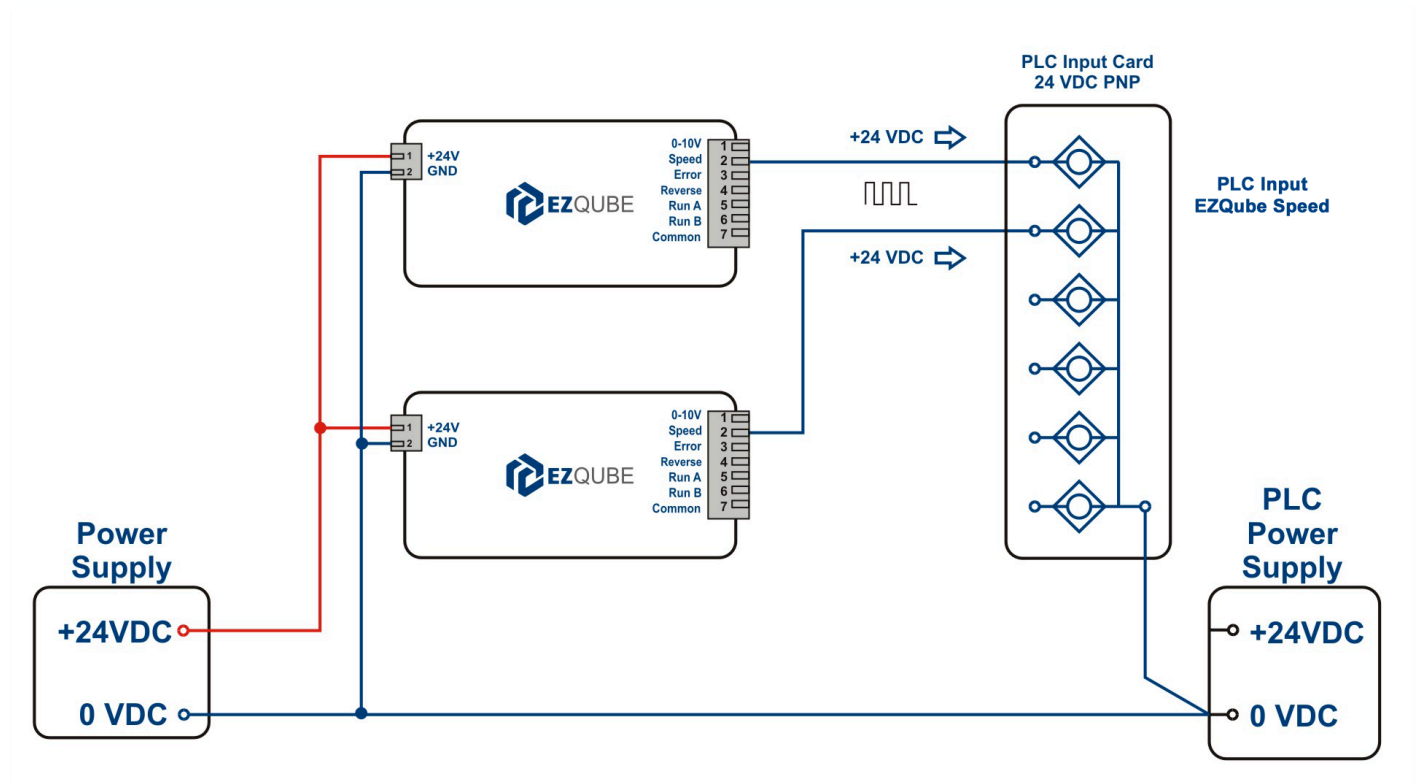 PLC Input Card
24 VDC PNP
+24 VDC
0-10V 1
1 +24V
Speed 2
2 GND
Error 3
Reverse 4
Run A 5
Run B 6
Common 7
EZQUBE
PLC Input
EZQube Speed
+24 VDC
0-10V 1
1 +24V
Speed 2
2 GND
Error 3
Reverse 4
Run A 5
Run B 6
Common 7
EZQUBE
Power
Supply
+24VDC
0 VDC
PLC
Power
Supply
+24VDC
0 VDC